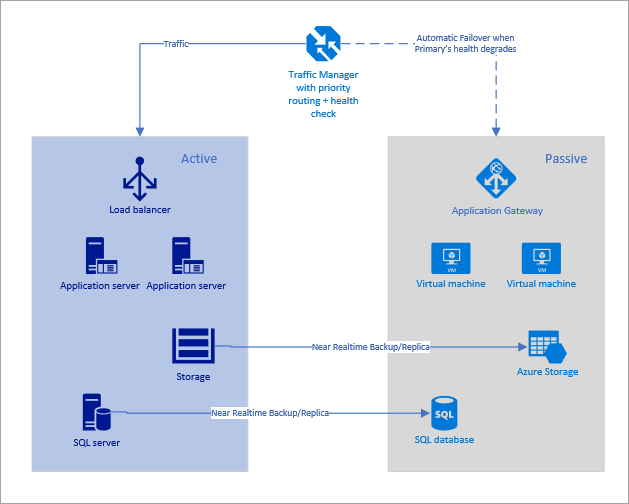 Traffic
Automatic Failover when
Primary's health degrades
Traffic Manager
with priority
routing + health
check
Active
Passive
Load balancer
Application Gateway
Application server
Application server
VM
VM
Virtual machine
Virtual machine
Near Realtime Backup/Replica
Storage
Azure Storage
Near Realtime Backup/Replica
SQL
SQL server
SQL database